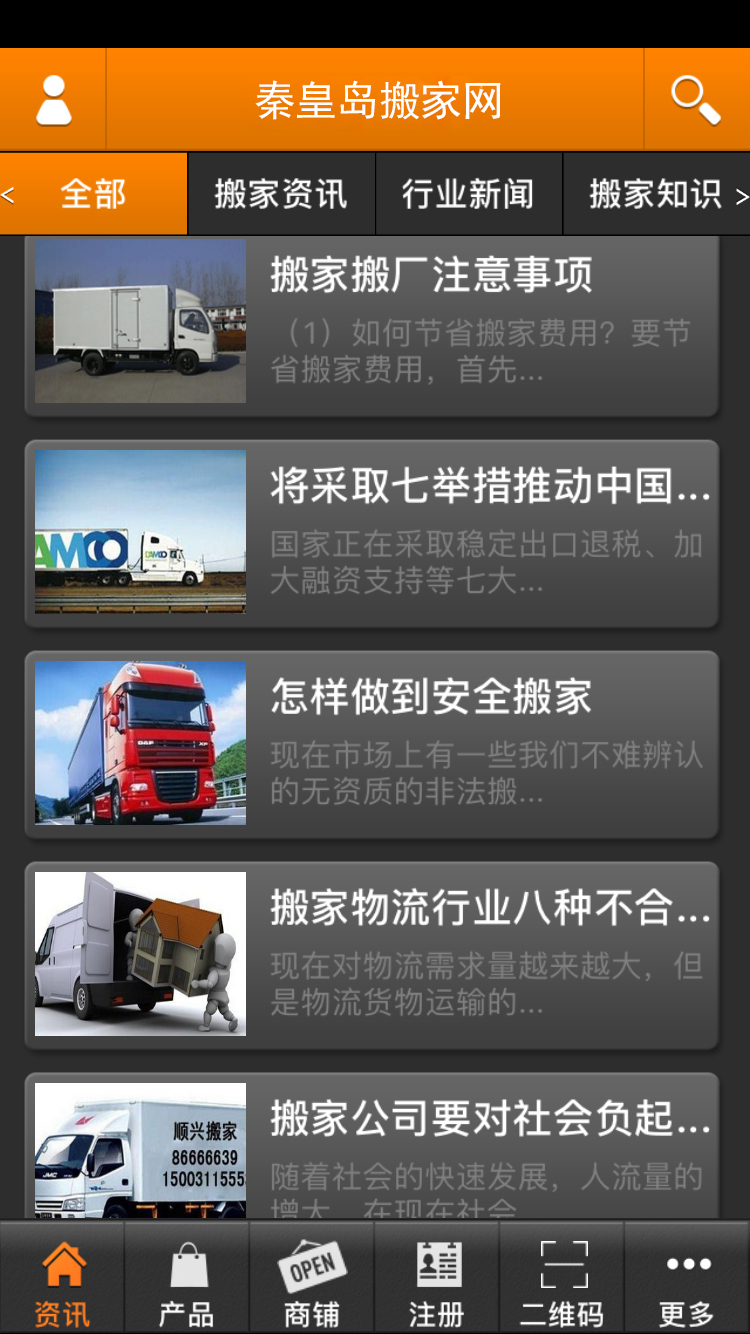 秦皇岛搬家网
<
全部
搬家资讯
行业新闻
搬家知识
>
搬家搬厂注意事项
（1）如何节省搬家费用？要节
省搬家费用，首先...
AMCO
CAMCO
将采取七举措推动中国...
国家正在采取稳定出口退税、加
大融资支持等七大...
DAF
XF
怎样做到安全搬家
现在市场上有一些我们不难辨认
的无资质的非法搬...
搬家物流行业八种不合...
现在对物流需求量越来越大，但
是物流货物运输的...
顺兴搬家
86666639
15003111555
JMC
搬家公司要对社会负起...
随着社会的快速发展，人流量的
增大，在现在社会
OPEN
资讯
产品
商铺
注册
二维码
更多